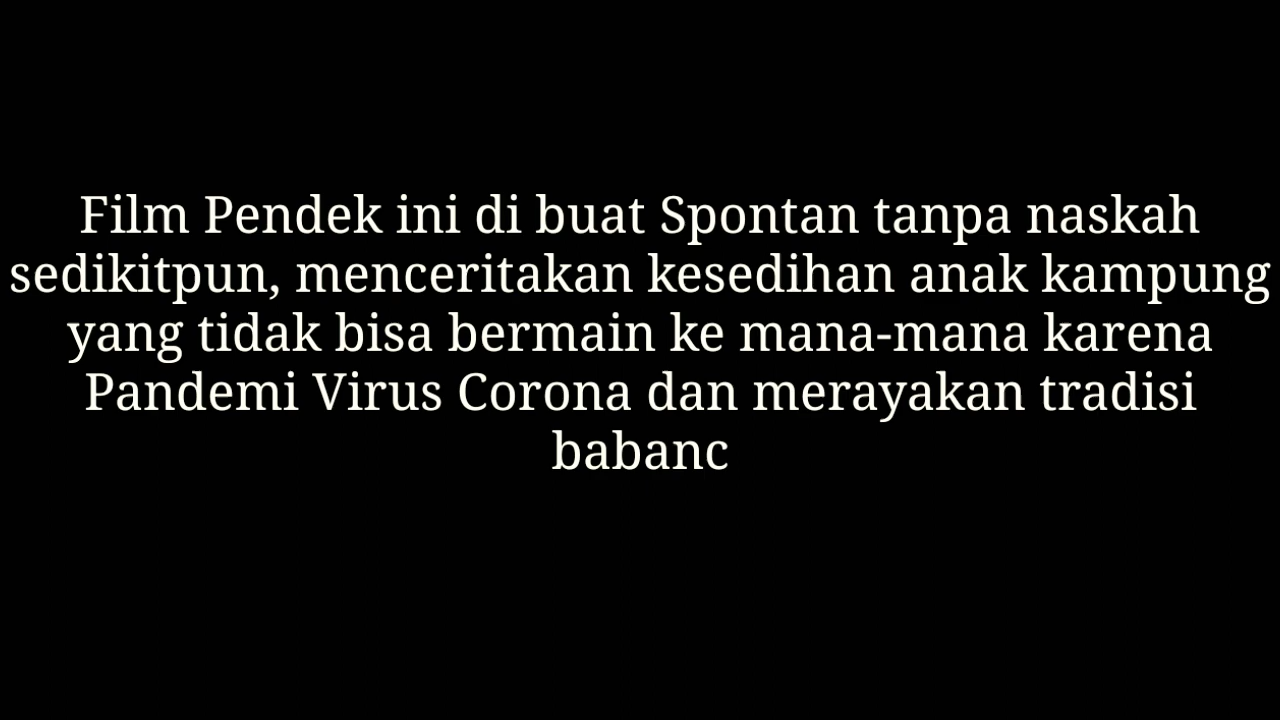 Film Pendek ini di buat Spontan tanpa naskah
sedikitpun, menceritakan kesedihan anak kampung
yang tidak bisa bermain ke mana-mana karena
Pandemi Virus Corona dan merayakan tradisi
babanc